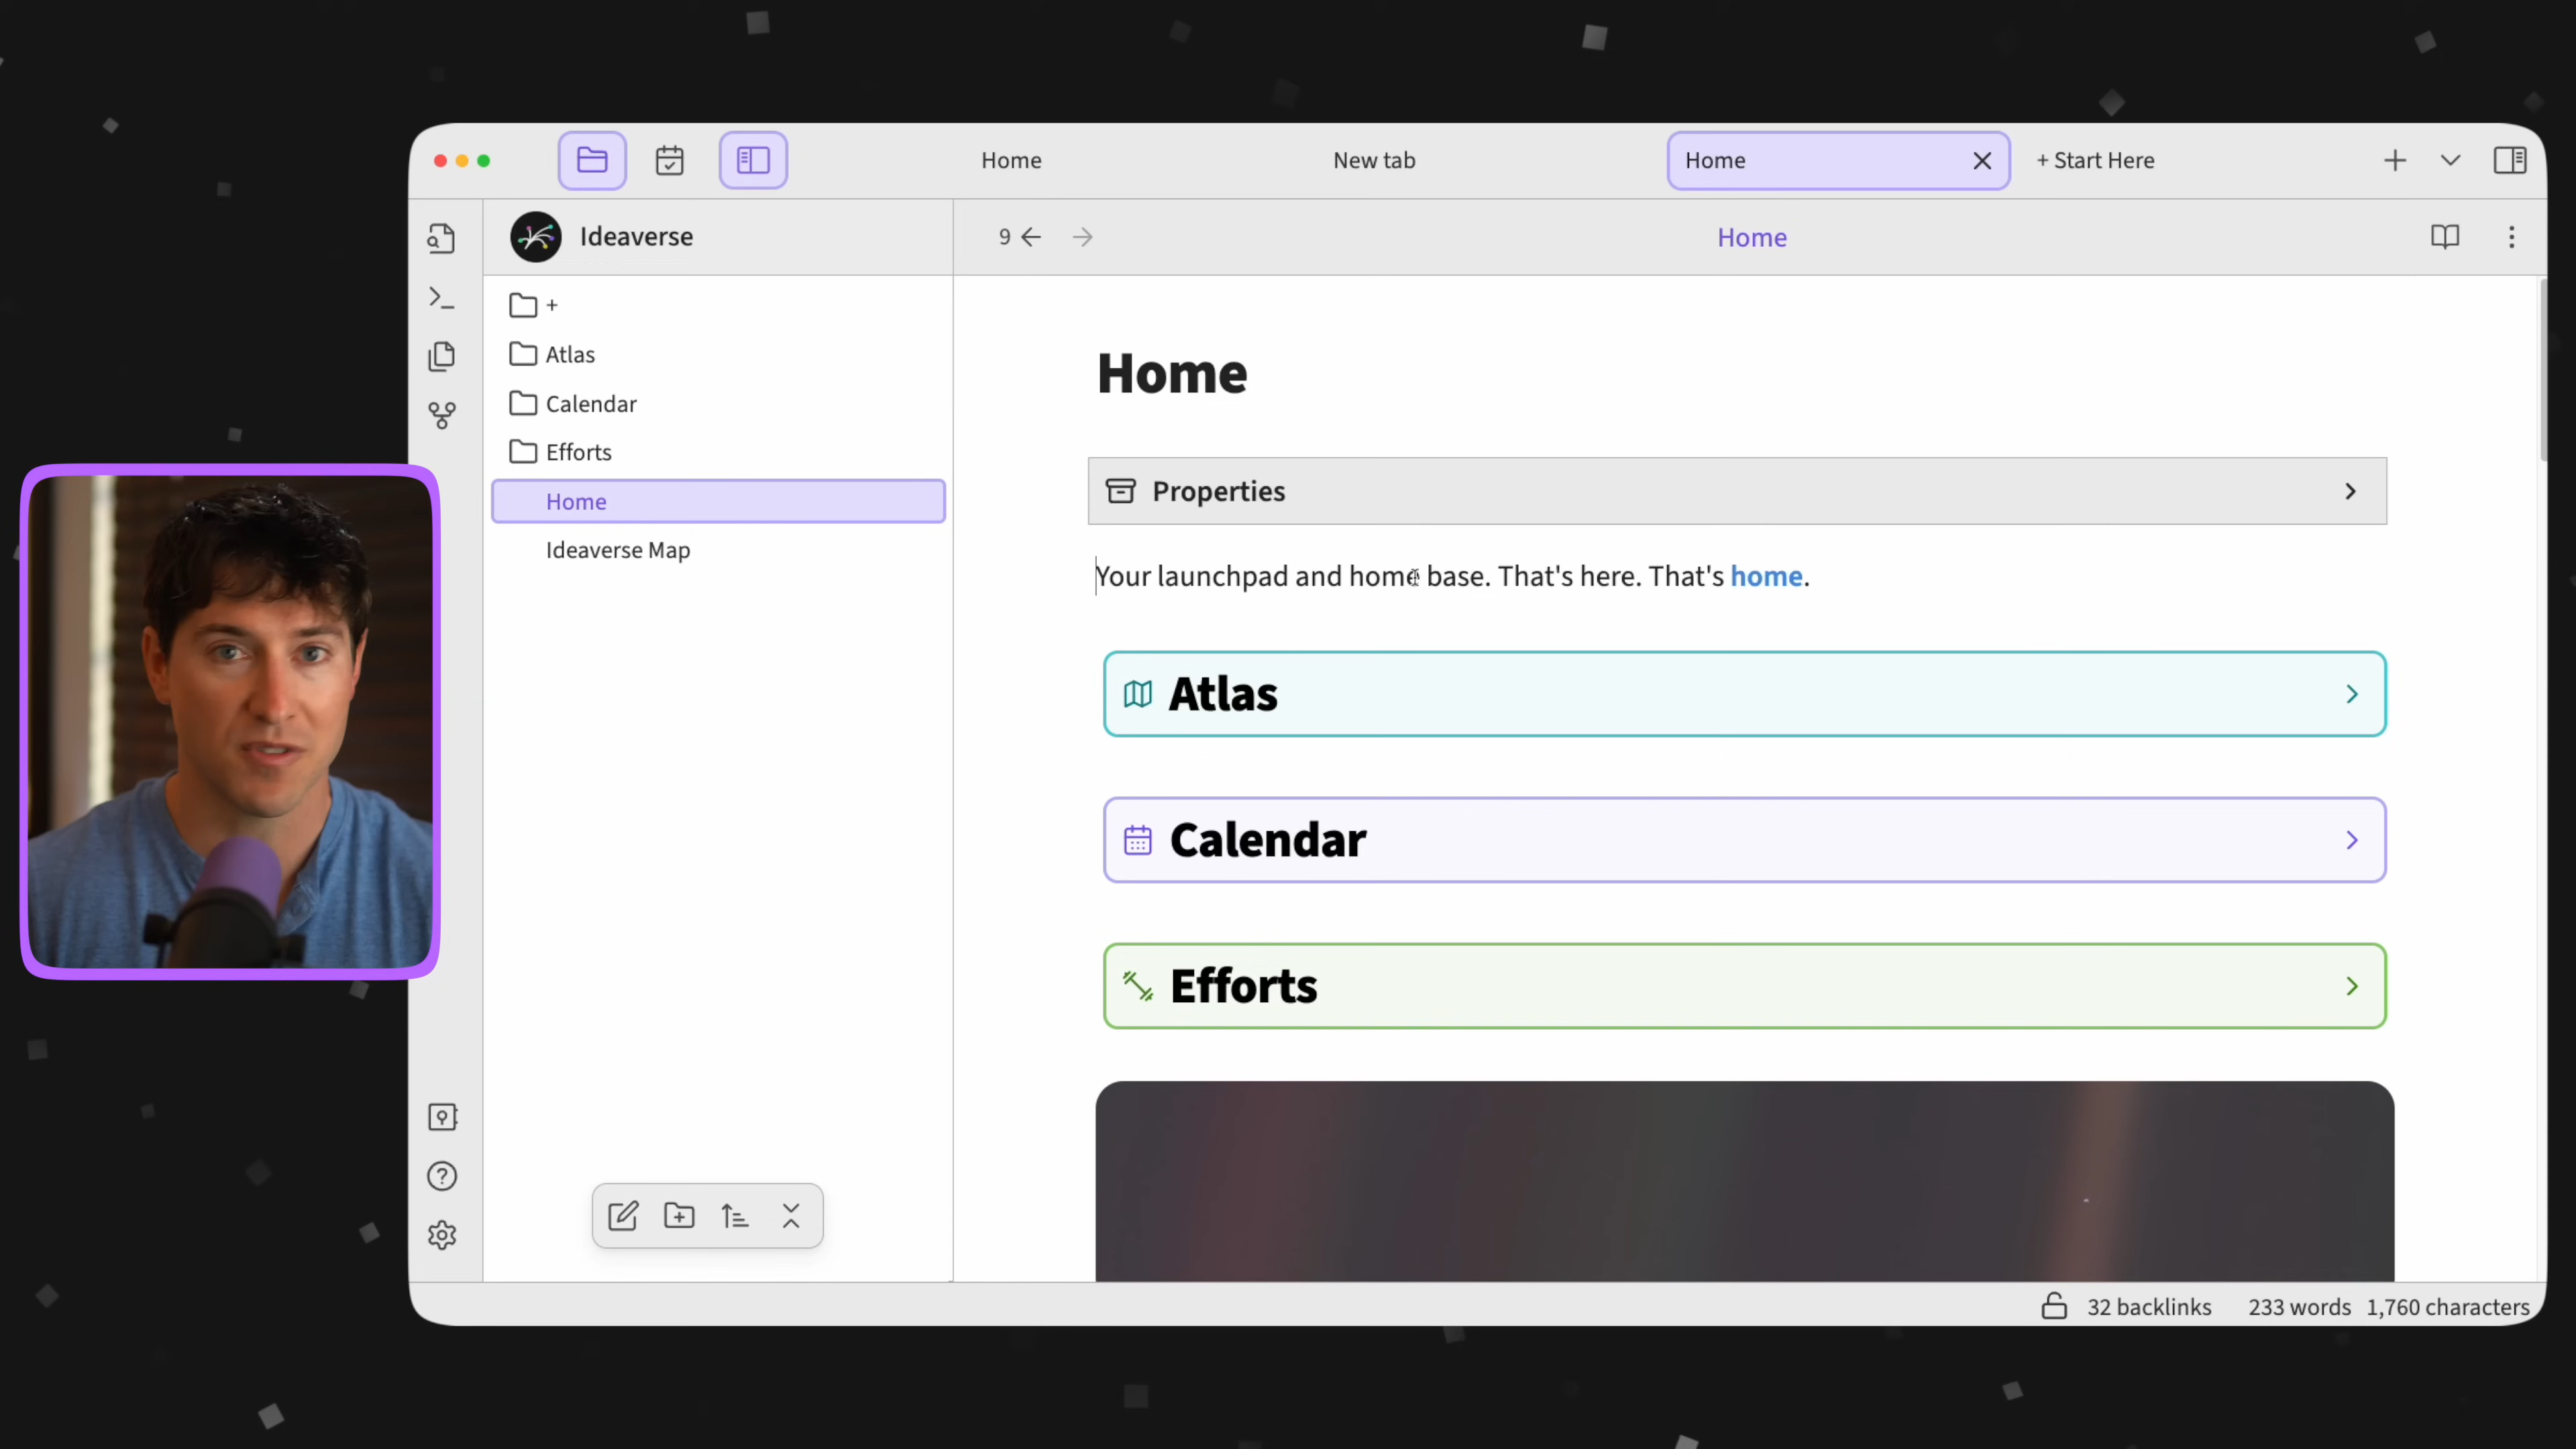 Home
New tab
Home
+ Start Here
Ideaverse
9
Home
+
Atlas
Calendar
Efforts
Home
Ideaverse Map
Home
Properties
Your launchpad and home base. That's here. That's home.
Atlas
Calendar
Efforts
32 backlinks
233 words
1,760 characters